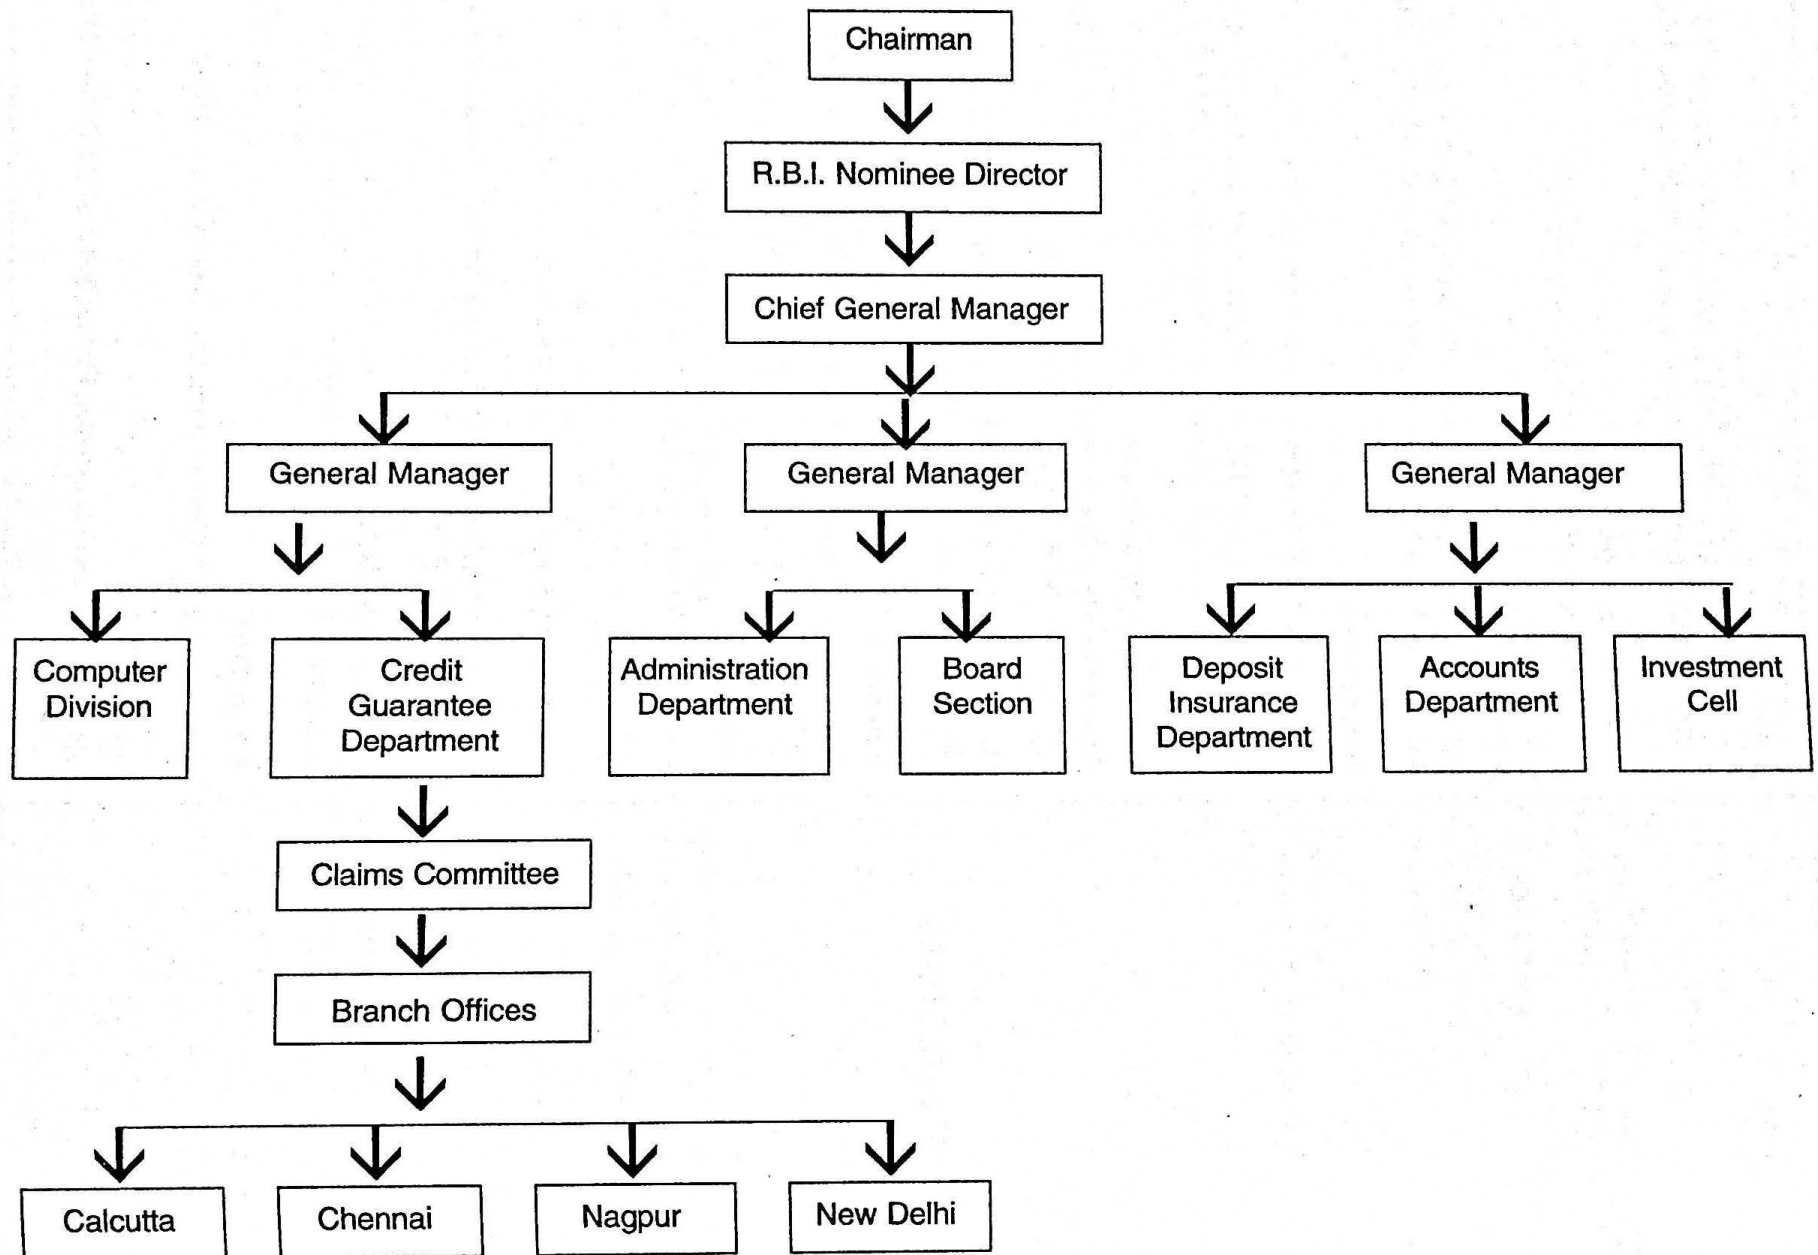 Chairman
R.B.I. Nominee Director
Chief General Manager
General Manager
General Manager
General Manager
Computer
Division
Credit
Guarantee
Department
Administration
Department
Board
Section
Deposit
Insurance
Department
Accounts
Department
Investment
Cell
Claims Committee
Branch Offices
Calcutta
Chennai
Nagpur
New Delhi